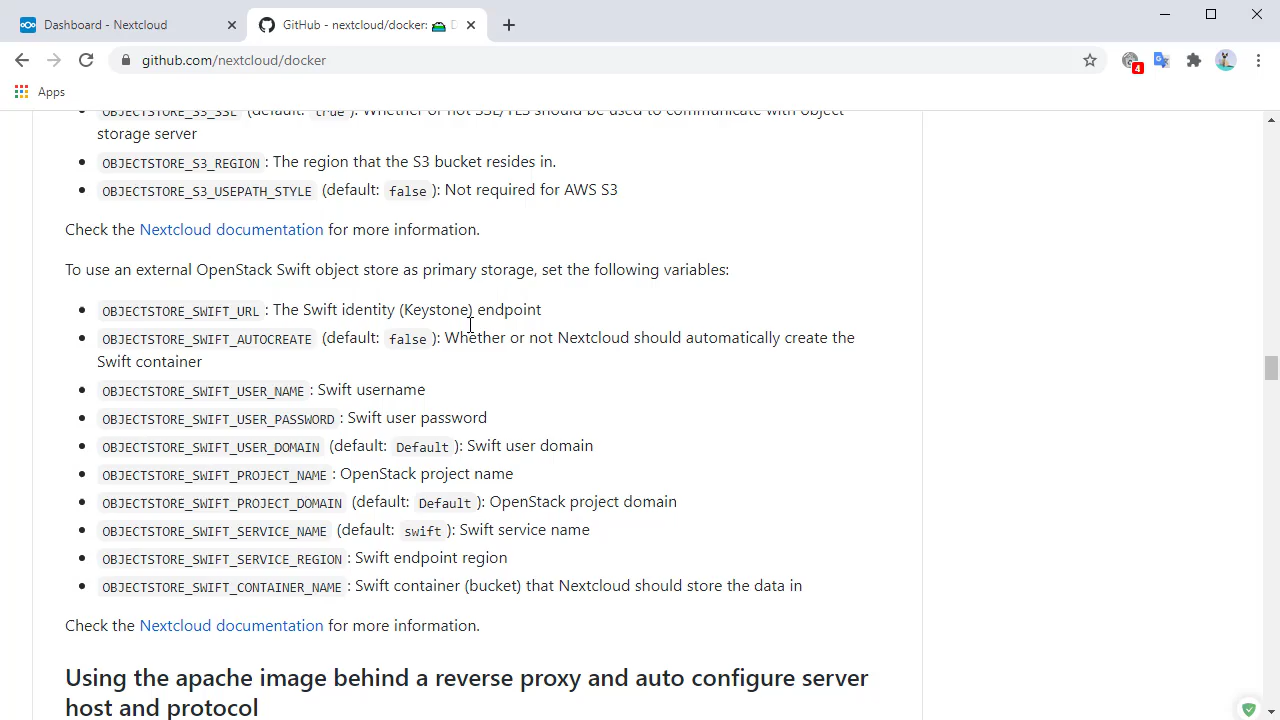 Dashboard - Nextcloud
GitHub - nextcloud/docker:
github.com/nextcloud/docker
4
Apps
OBJECTSTORE_S3_SSL (default: true): Whether or not SSL/TLS should be used to communicate with object
storage server
OBJECTSTORE_S3_REGION: The region that the S3 bucket resides in.
OBJECTSTORE_S3_USEPATH_STYLE (default: false): Not required for AWS S3
Check the Nextcloud documentation for more information.
To use an external OpenStack Swift object store as primary storage, set the following variables:
OBJECTSTORE_SWIFT_URL: The Swift identity (Keystone) endpoint
OBJECTSTORE_SWIFT_AUTOCREATE (default: false): Whether or not Nextcloud should automatically create the
Swift container
OBJECTSTORE_SWIFT_USER_NAME: Swift username
OBJECTSTORE_SWIFT_USER_PASSWORD: Swift user password
OBJECTSTORE_SWIFT_USER_DOMAIN (default: Default): Swift user domain
OBJECTSTORE_SWIFT_PROJECT_NAME: OpenStack project name
OBJECTSTORE_SWIFT_PROJECT_DOMAIN (default: Default): OpenStack project domain
OBJECTSTORE_SWIFT_SERVICE_NAME (default: swift): Swift service name
OBJECTSTORE_SWIFT_SERVICE_REGION: Swift endpoint region
OBJECTSTORE_SWIFT_CONTAINER_NAME: Swift container (bucket) that Nextcloud should store the data in
Check the Nextcloud documentation for more information.
Using the apache image behind a reverse proxy and auto configure server
host and protocol